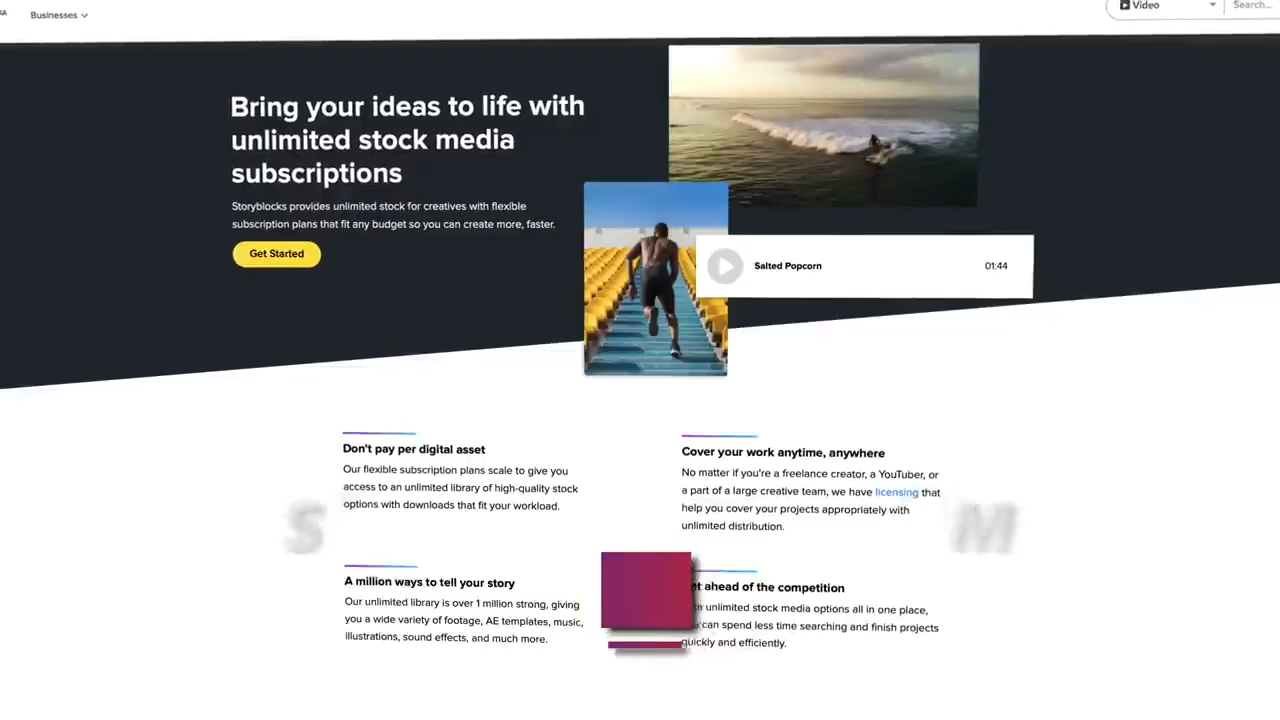 Businesses
Video
Search...
Bring your ideas to life with
unlimited stock media
subscriptions
Storyblocks provides unlimited stock for creatives with flexible
subscription plans that fit any budget so you can create more, faster.
Get Started
Salted Popcorn 01:44
Don't pay per digital asset
Our flexible subscription plans scale to give you
access to an unlimited library of high-quality stock
options with downloads that fit your workload.
Cover your work anytime, anywhere
No matter if you're a freelance creator, a YouTuber, or
a part of a large creative team, we have licensing that
help you cover your projects appropriately with
unlimited distribution.
S
M
A million ways to tell your story
Our unlimited library is over 1 million strong, giving
you a wide variety of footage, AE templates, music,
illustrations, sound effects, and much more.
ahead of the competition
unlimited stock media options all in one place,
can spend less time searching and finish projects
quickly and efficiently.